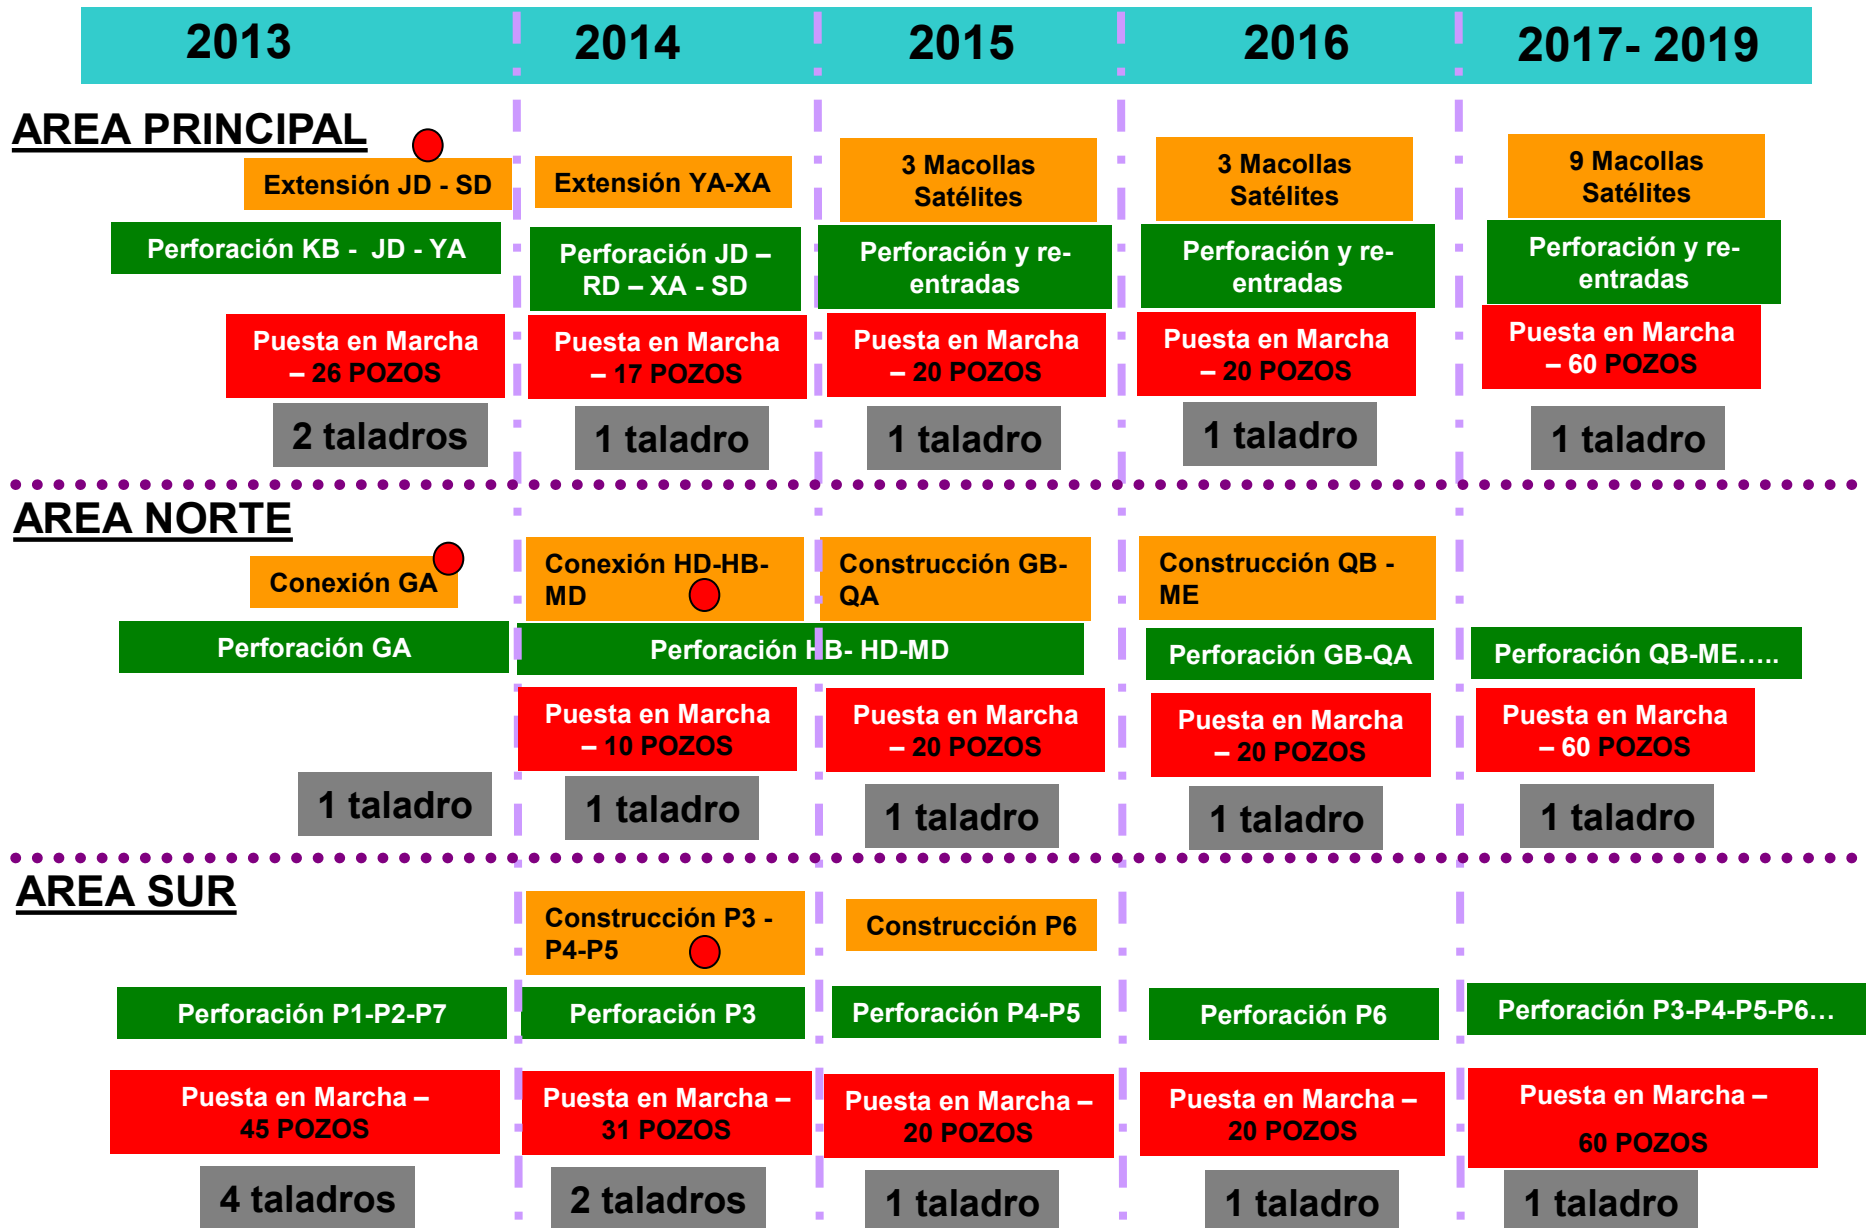 2013
2014
2015
2016
2017- 2019
AREA PRINCIPAL
Extensión JD - SD
Extensión YA-XA
3 Macollas
Satélites
3 Macollas
Satélites
9 Macollas
Satélites
Perforación KB -  JD - YA
Perforación JD –
RD – XA - SD
Perforación y re-
entradas
Perforación y re-
entradas
Perforación y re-
entradas
Puesta en Marcha
– 26 POZOS
Puesta en Marcha
– 17 POZOS
Puesta en Marcha
– 20 POZOS
Puesta en Marcha
– 20 POZOS
Puesta en Marcha
– 60 POZOS
2 taladros
1 taladro
1 taladro
1 taladro
1 taladro
AREA NORTE
Conexión GA
Conexión HD-HB-
MD
Construcción GB-
QA
Construcción QB -
ME
Perforación GA
Perforación HB- HD-MD
Perforación GB-QA
Perforación QB-ME…..
Puesta en Marcha
– 10 POZOS
Puesta en Marcha
– 20 POZOS
Puesta en Marcha
– 20 POZOS
Puesta en Marcha
– 60 POZOS
1 taladro
1 taladro
1 taladro
1 taladro
1 taladro
AREA SUR
Construcción P3 -
P4-P5
Construcción P6
Perforación P1-P2-P7
Perforación P3
Perforación P4-P5
Perforación P6
Perforación P3-P4-P5-P6…
Puesta en Marcha –
45 POZOS
Puesta en Marcha –
31 POZOS
Puesta en Marcha –
20 POZOS
Puesta en Marcha –
20 POZOS
Puesta en Marcha –
60 POZOS
4 taladros
2 taladros
1 taladro
1 taladro
1 taladro